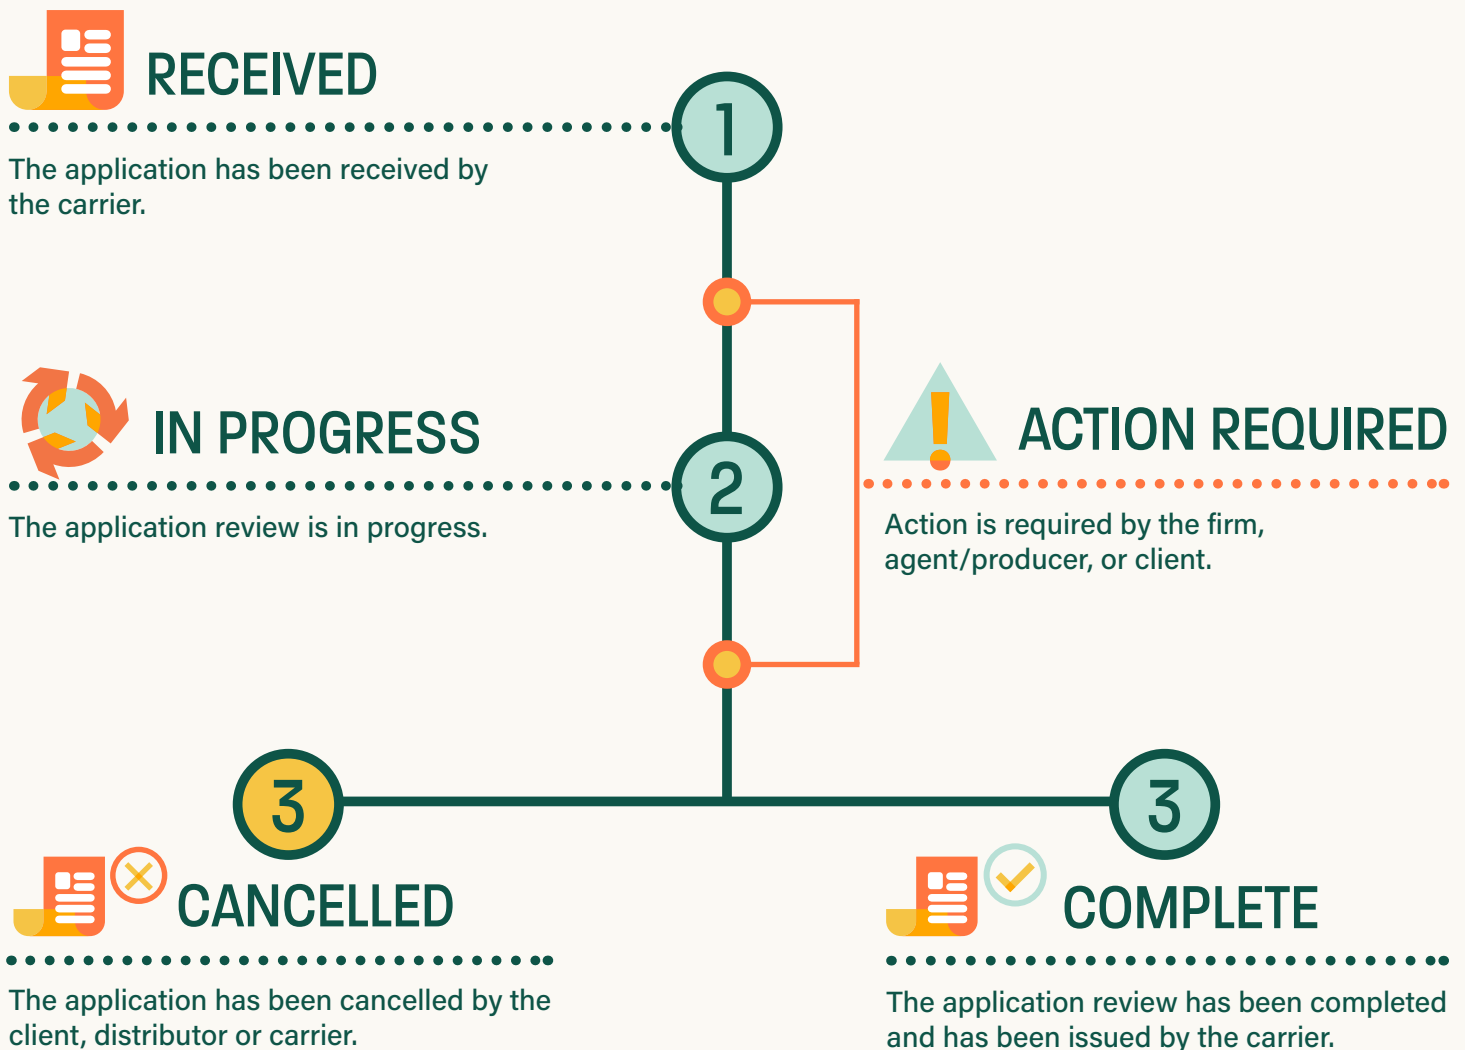 RECEIVED
1
The application has been received by
the carrier.
IN PROGRESS
2
The application review is in progress.
ACTION REQUIRED
Action is required by the firm,
agent/producer, or client.
3
CANCELLED
The application has been cancelled by the
client, distributor or carrier.
3
COMPLETE
The application review has been completed
and has been issued by the carrier.